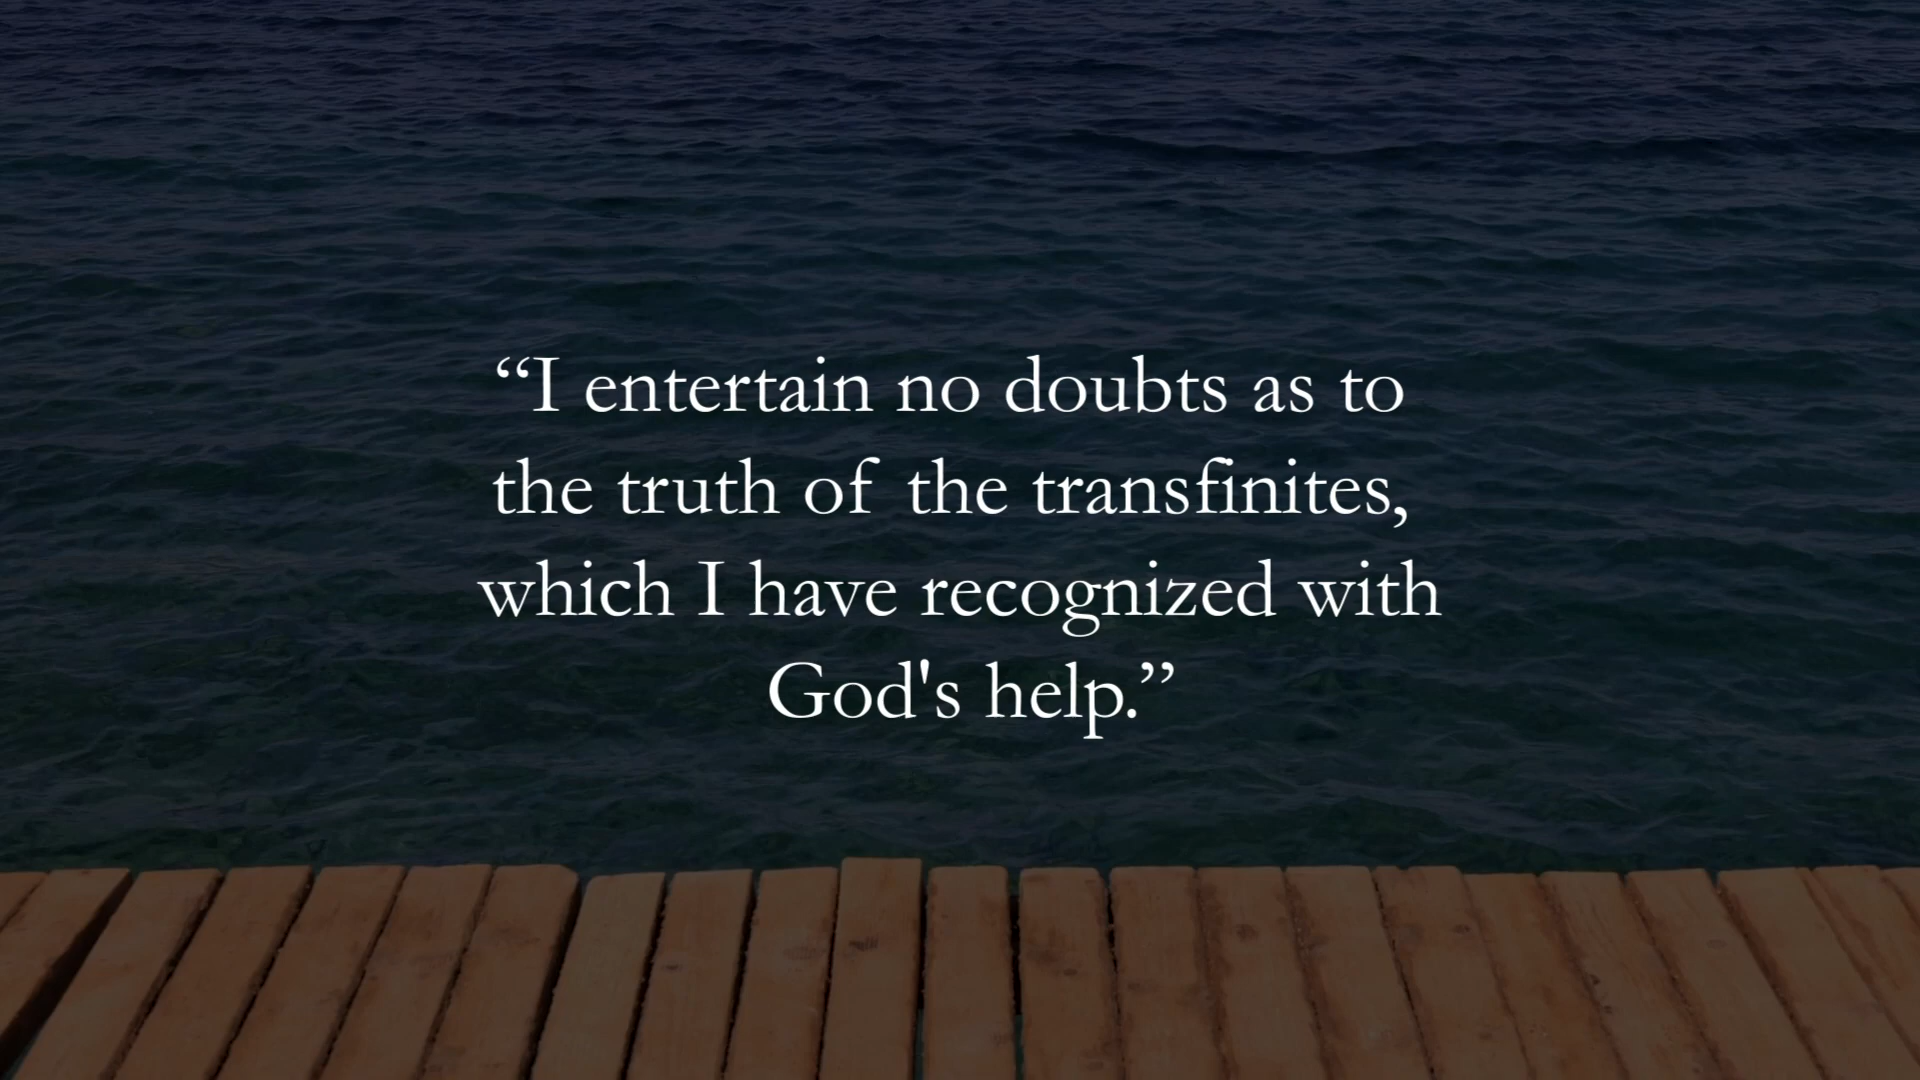 “I entertain no doubts as to
the truth of the transfinites,
which I have recognized with
God's help.”